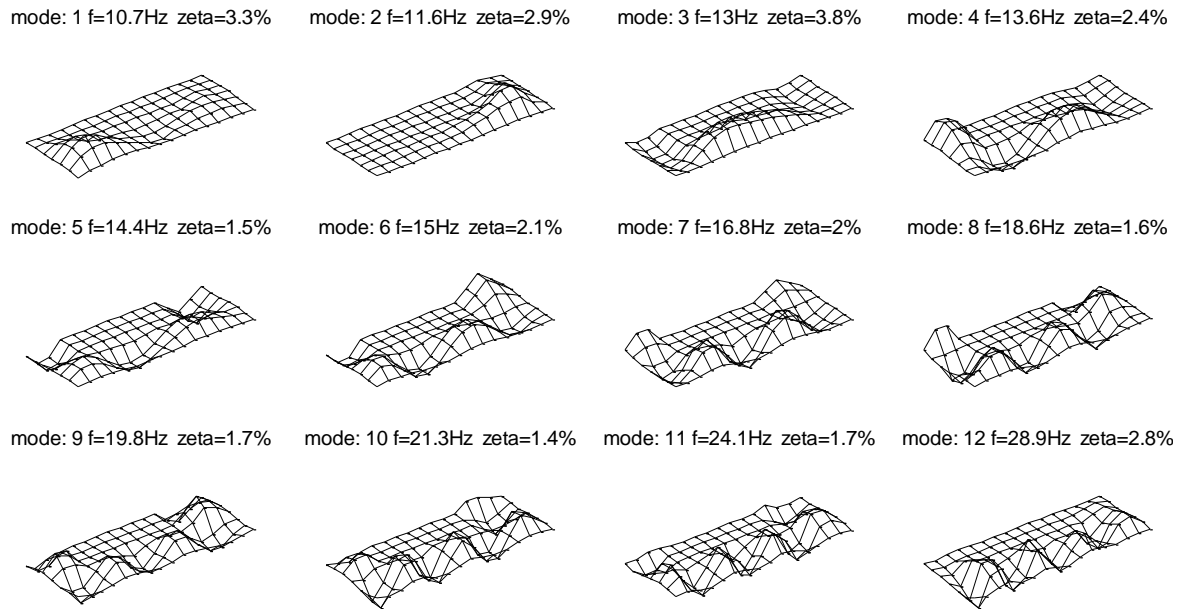 mode: 1 f=10.7Hz zeta=3.3%
mode: 2 f=11.6Hz zeta=2.9%
mode: 3 f=13Hz zeta=3.8%
mode: 4 f=13.6Hz zeta=2.4%
mode: 5 f=14.4Hz zeta=1.5%
mode: 6 f=15Hz zeta=2.1%
mode: 7 f=16.8Hz zeta=2%
mode: 8 f=18.6Hz zeta=1.6%
mode: 9 f=19.8Hz zeta=1.7%
mode: 10 f=21.3Hz zeta=1.4%
mode: 11 f=24.1Hz zeta=1.7%
mode: 12 f=28.9Hz zeta=2.8%